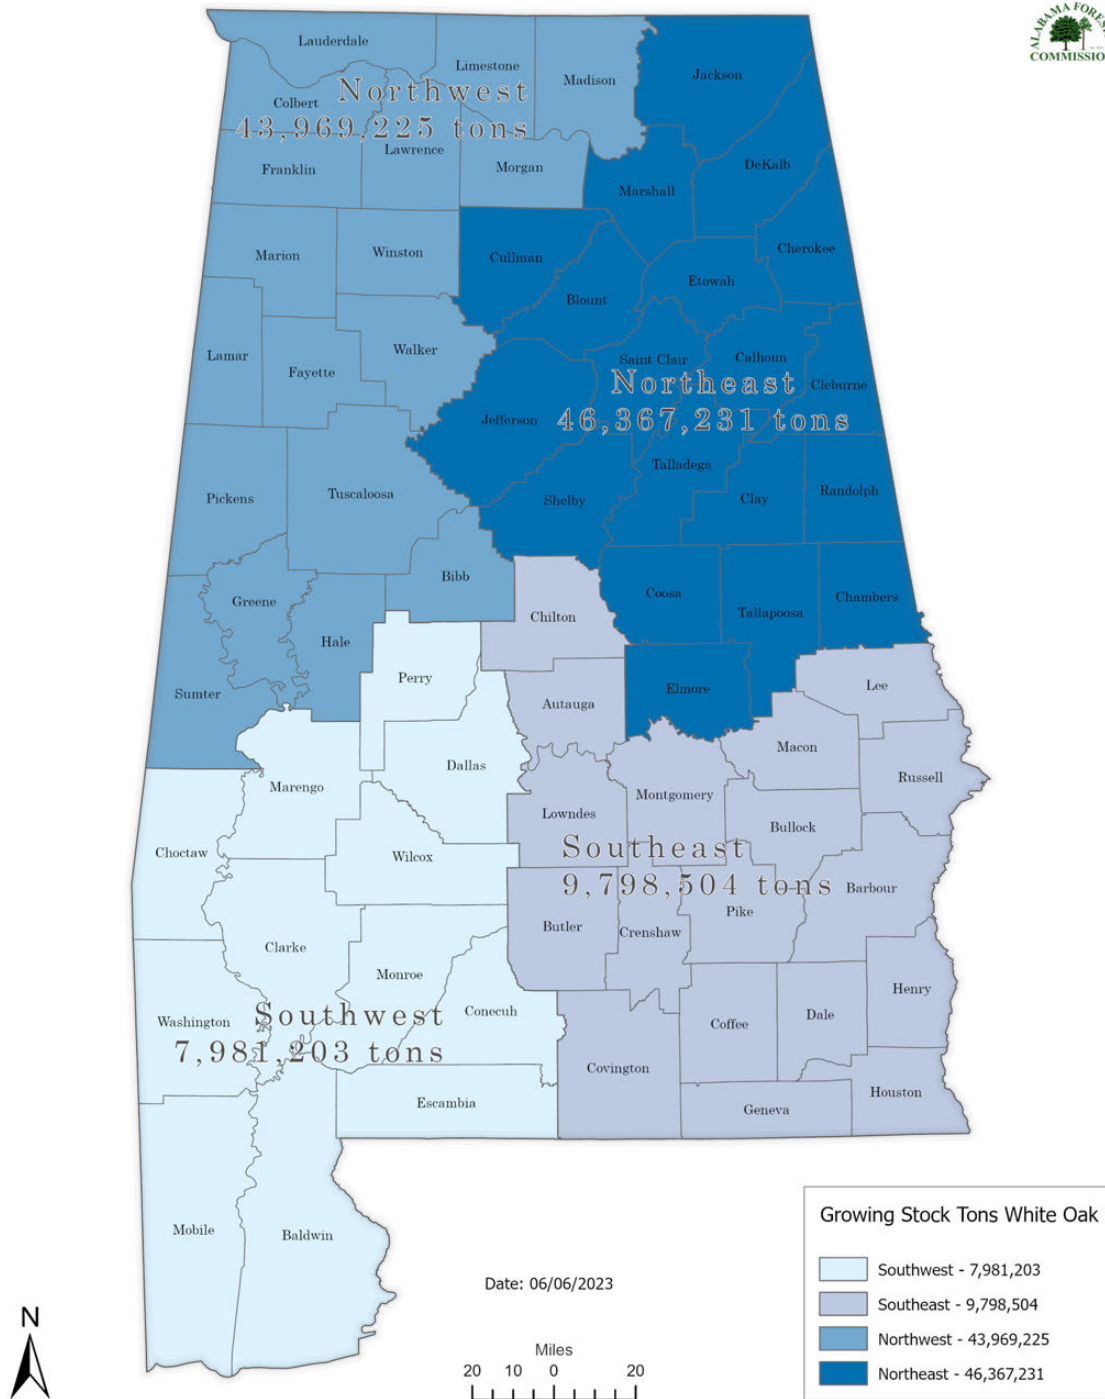 ALABAMA FORES
COMMISSIO
Lauderdale
Limestone
Madison
Jackson
Northwest
43,969,225 tons
Colbert
Lawrence
Franklin
Morgan
DeKalb
Marshall
Cherokee
Marion
Winston
Cullman
Etowah
Blount
Lamar
Fayette
Walker
Saint Clair
Calhoun
Cleburne
Northeast
46,367,231 tons
Jefferson
Talladega
Pickens
Tuscaloosa
Shelby
Clay
Randolph
Bibb
Greene
Hale
Chilton
Coosa
Tallapoosa
Chambers
Sumter
Perry
Autauga
Elmore
Lee
Macon
Dallas
Marengo
Montgomery
Russell
Lowndes
Bullock
Choctaw
Wilcox
Southeast
9,798,504 tons
Barbour
Butler
Crenshaw
Pike
Clarke
Monroe
Henry
Washington
Conecuh
Southwest
7,981,203 tons
Coffee
Dale
Covington
Escambia
Geneva
Houston
Mobile
Baldwin
Date: 06/06/2023
N
Miles
20 10 0 20
Growing Stock Tons White Oak
Southwest - 7,981,203
Southeast - 9,798,504
Northwest - 43,969,225
Northeast - 46,367,231